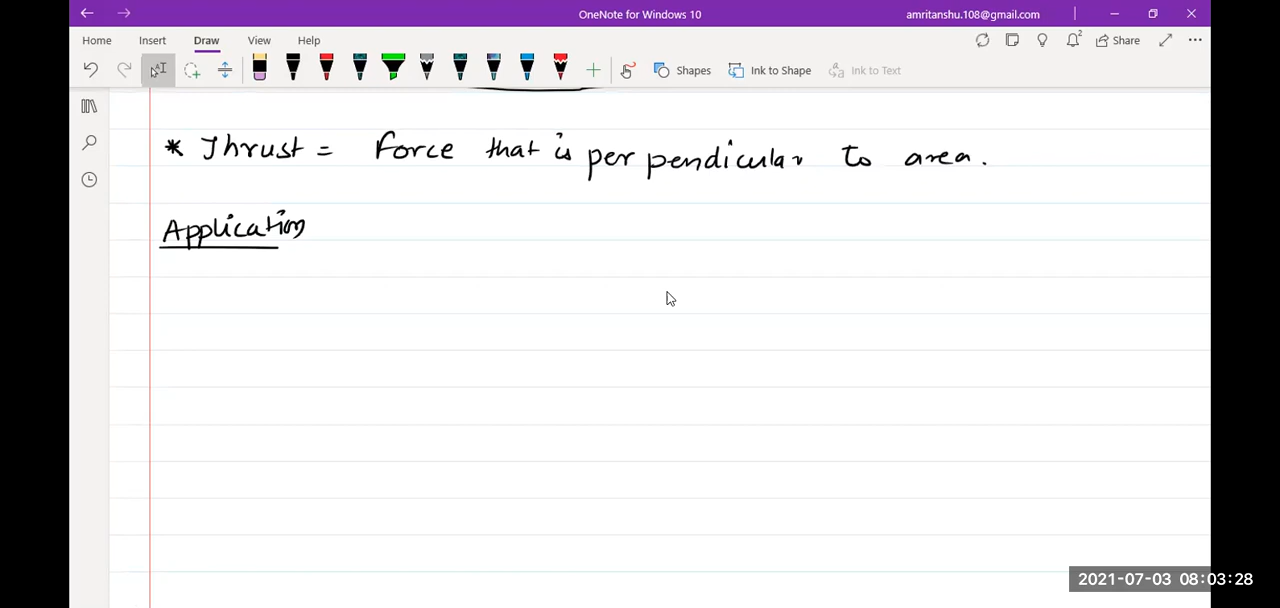 OneNote for Windows 10
amritanshu.108@gmail.com
Home Insert Draw View Help
2
Share
Shapes
Ink to Shape
Ink to Text
* Thrust = Force that is perpendicular to area.
Application
2021-07-03 08:03:28